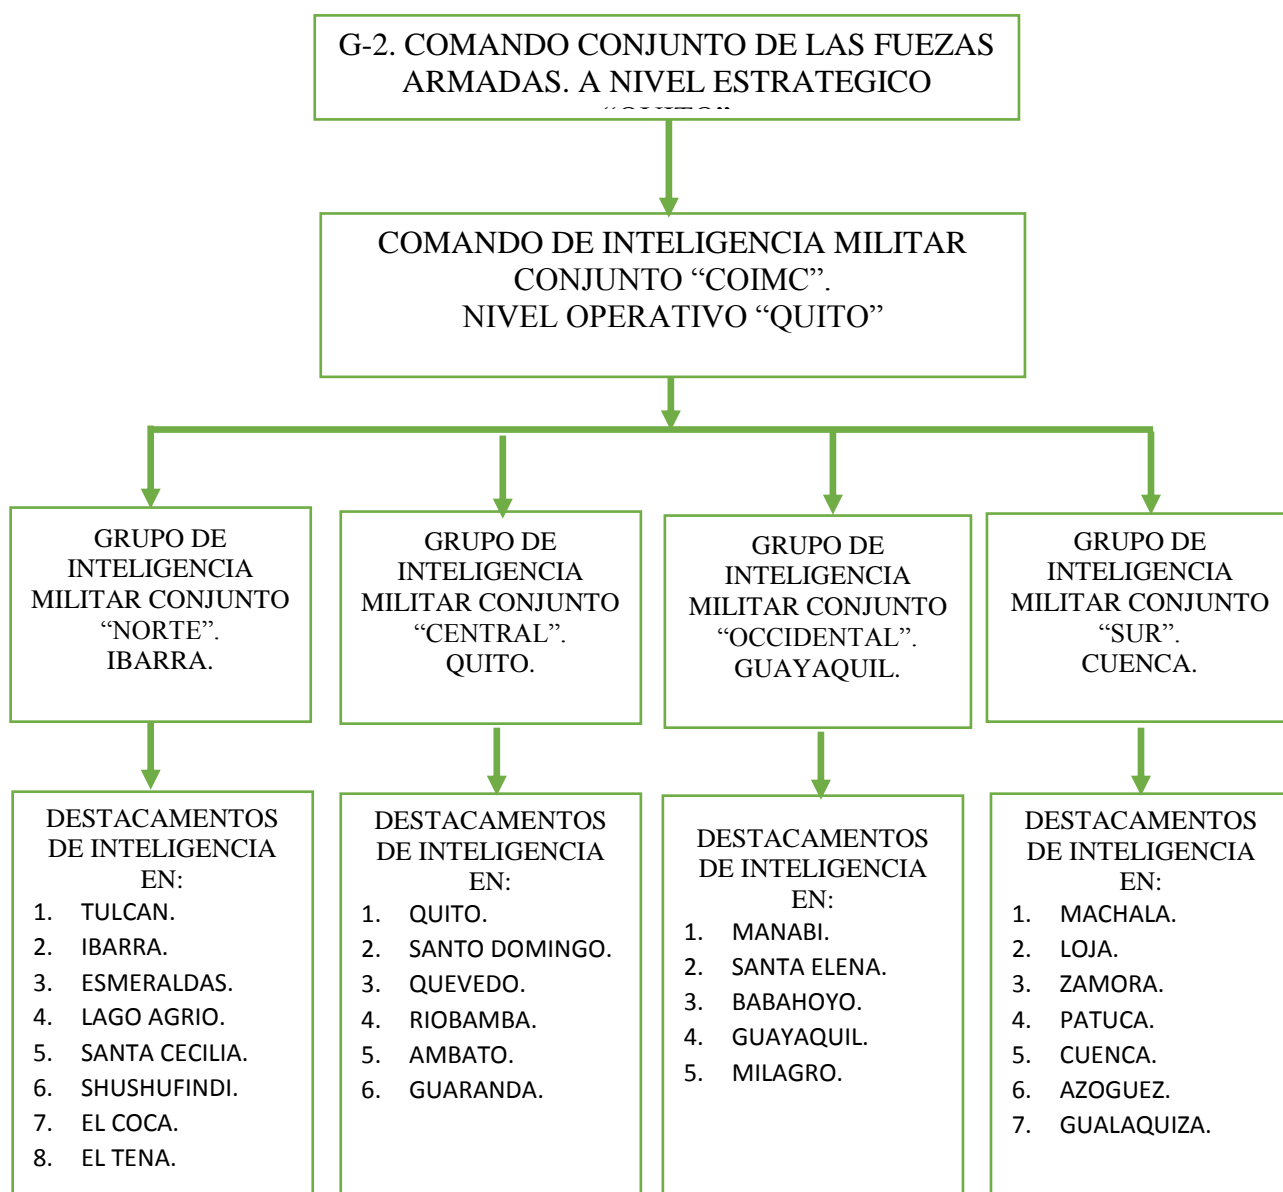 G-2. COMANDO CONJUNTO DE LAS FUEZAS
ARMADAS. A NIVEL ESTRATEGICO
COMANDO DE INTELIGENCIA MILITAR
CONJUNTO “COIMC”.
NIVEL OPERATIVO “QUITO”
GRUPO DE
INTELIGENCIA
MILITAR CONJUNTO
“NORTE”.
IBARRA.
GRUPO DE
INTELIGENCIA
MILITAR CONJUNTO
“CENTRAL”.
QUITO.
GRUPO DE
INTELIGENCIA
MILITAR CONJUNTO
“OCCIDENTAL”.
GUAYAQUIL.
GRUPO DE
INTELIGENCIA
MILITAR CONJUNTO
“SUR”.
CUENCA.
DESTACAMENTOS
DE INTELIGENCIA
EN:
1. TULCAN.
2. IBARRA.
3. ESMERALDAS.
4. LAGO AGRIO.
5. SANTA CECILIA.
6. SHUSHUFINDI.
7. EL COCA.
8. EL TENA.
DESTACAMENTOS
DE INTELIGENCIA
EN:
1. QUITO.
2. SANTO DOMINGO.
3. QUEVEDO.
4. RIOBAMBA.
5. AMBATO.
6. GUARANDA.
DESTACAMENTOS
DE INTELIGENCIA
EN:
1. MANABI.
2. SANTA ELENA.
3. BABAHOYO.
4. GUAYAQUIL.
5. MILAGRO.
DESTACAMENTOS
DE INTELIGENCIA
EN:
1. MACHALA.
2. LOJA.
3. ZAMORA.
4. PATUCA.
5. CUENCA.
6. AZOGUEZ.
7. GUALAQUIZA.